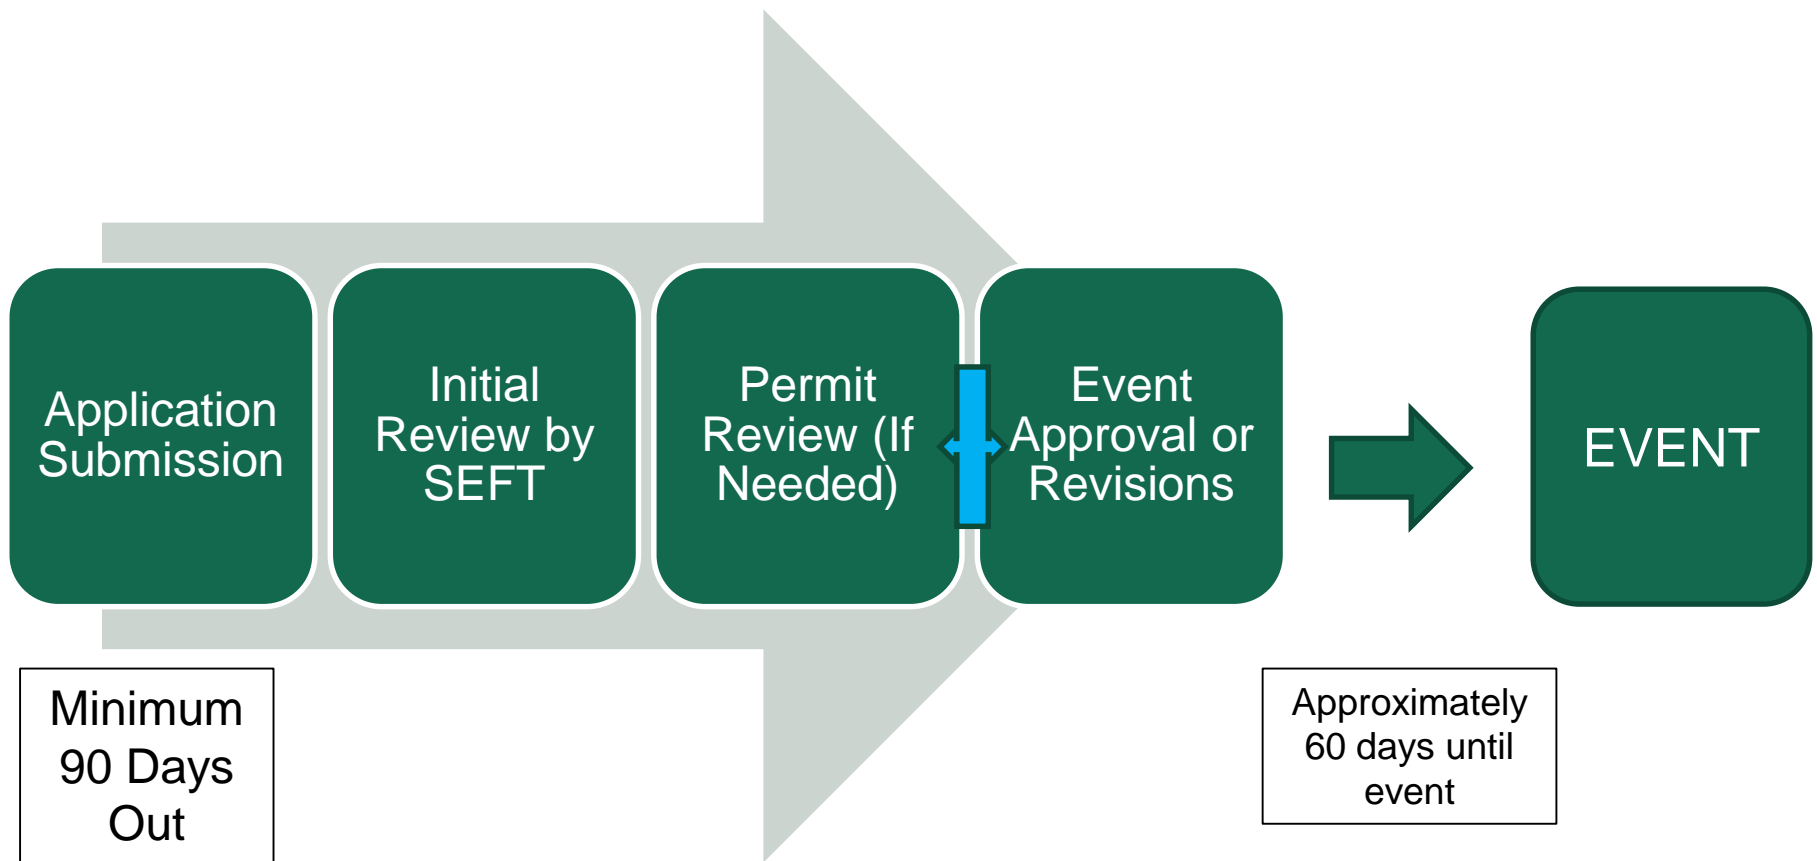 Application
Submission
Initial
Review by
SEFT
Permit
Review (If
Needed)
Event
Approval or
Revisions
EVENT
Minimum
90 Days
Out
Approximately
60 days until
event